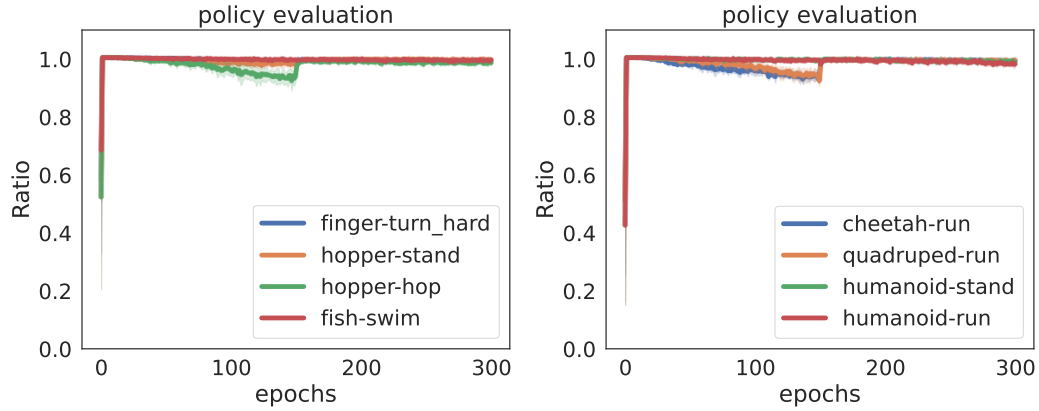 policy evaluation
1.0
0.8
0.6
0.4
0.2
0.0
Ratio
finger-turn_hard
hopper-stand
hopper-hop
fish-swim
0 100 200 300
epochs
policy evaluation
1.0
0.8
0.6
0.4
0.2
0.0
Ratio
cheetah-run
quadruped-run
humanoid-stand
humanoid-run
0 100 200 300
epochs